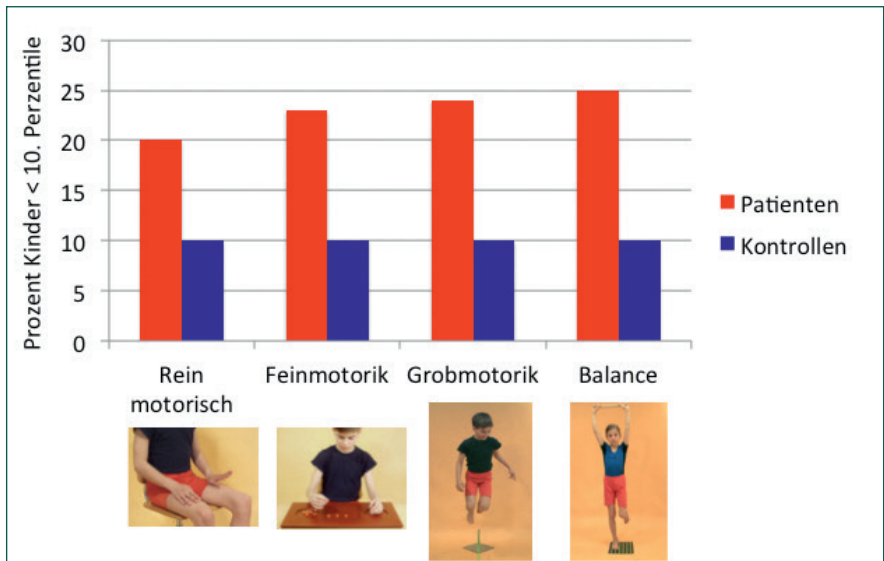 Prozent Kinder < 10. Perzentile
30
25
20
15
10
5
0
Rein
motorisch
Feinmotorik
Grobmotorik
Balance
Patienten
Kontrollen